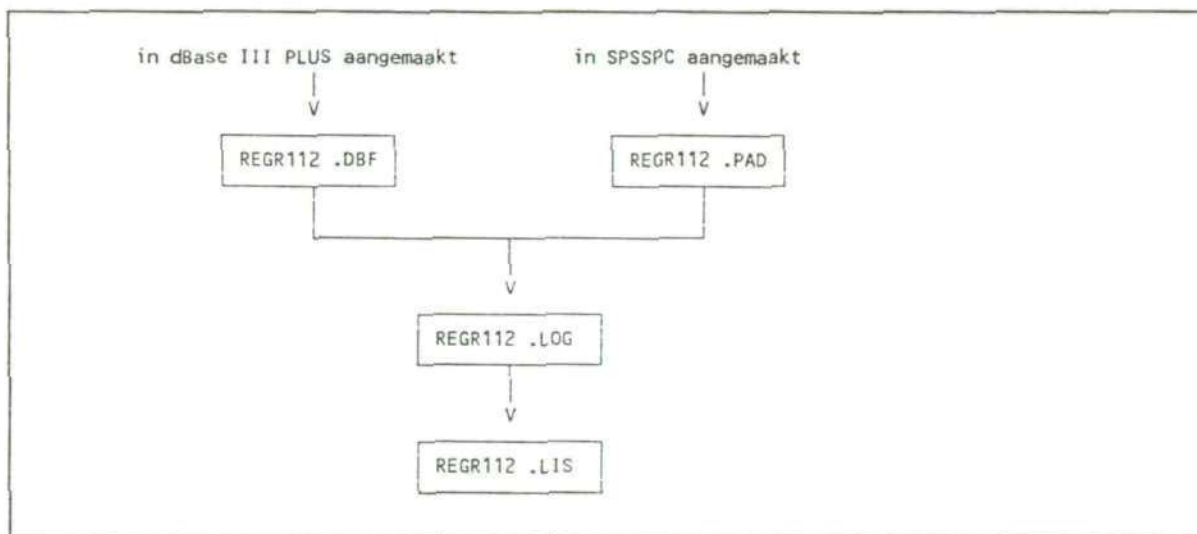 in dBase III PLUS aangemaakt
in SPSSPC aangemaakt
V
V
REGR112 .DBF
REGR112 .PAD
V
REGR112 .LOG
V
REGR112 .LIS